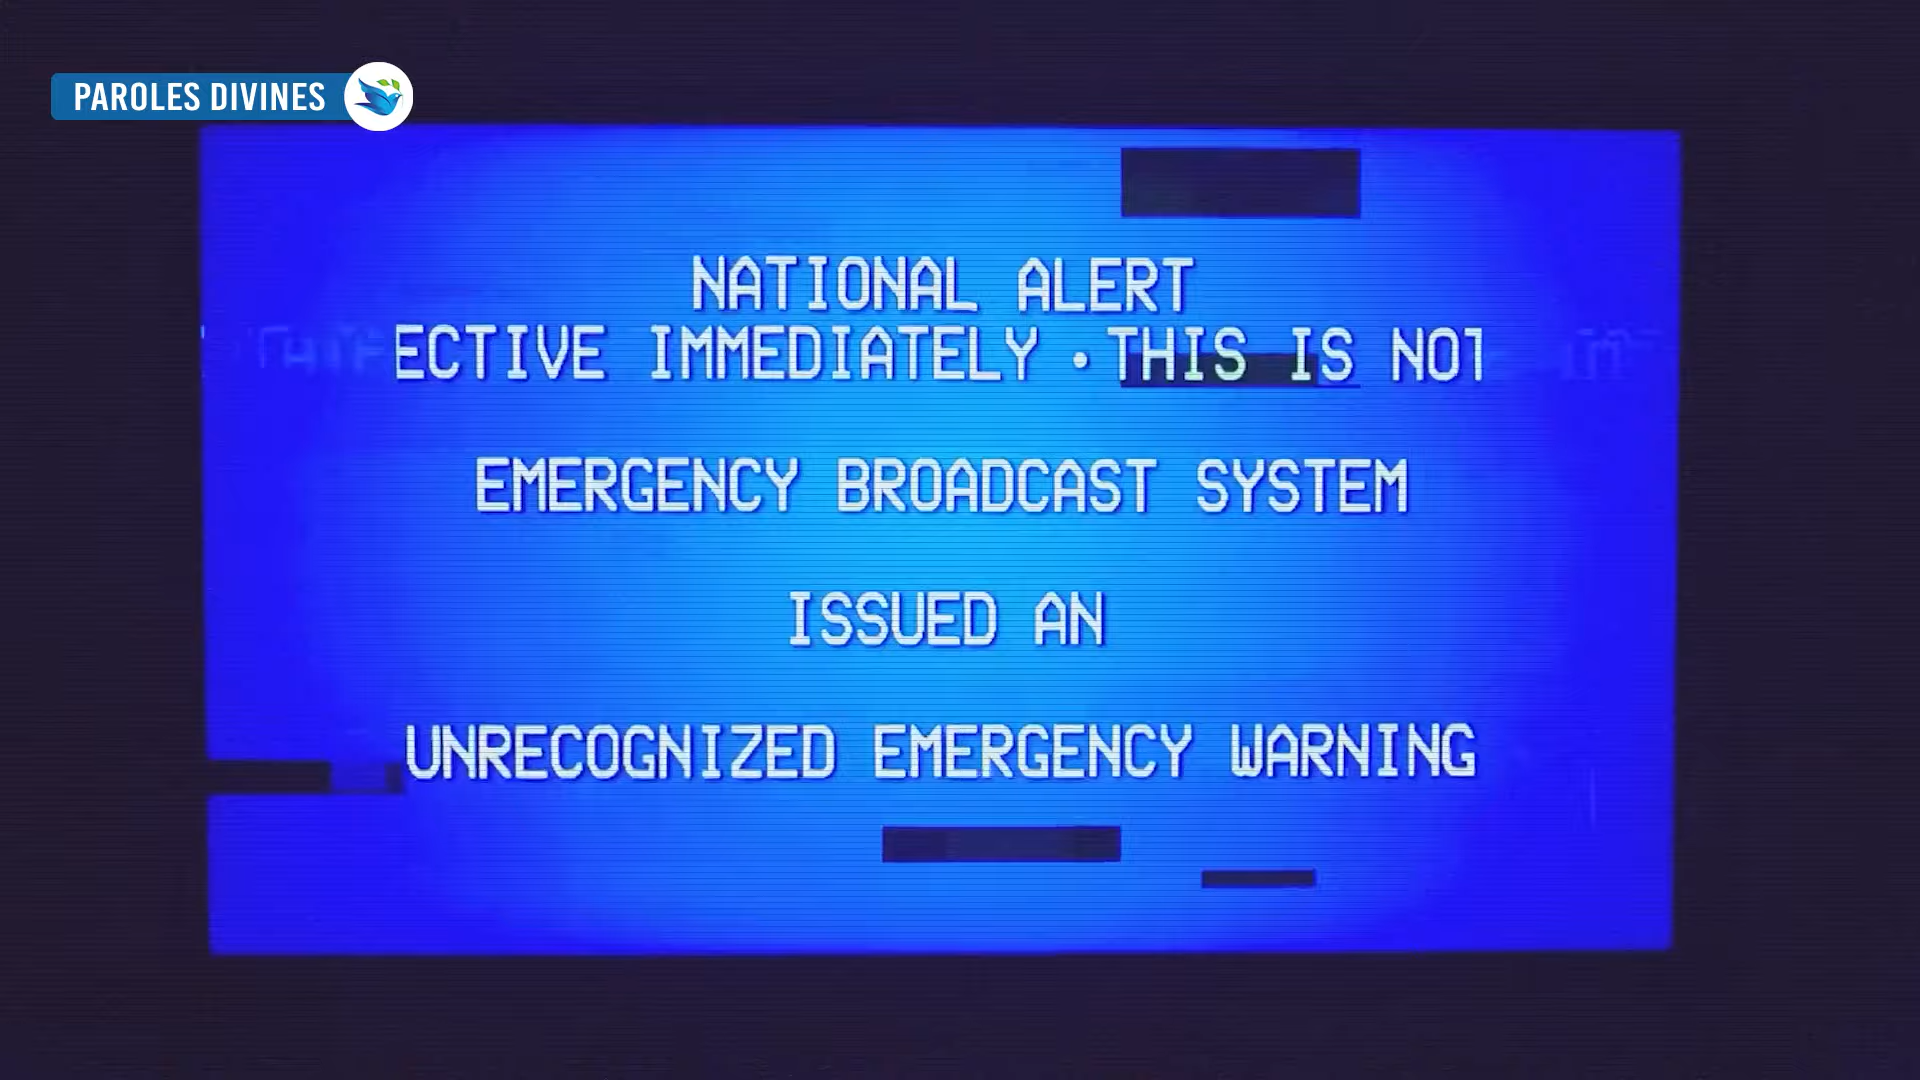 PAROLES DIVINES
NATIONAL ALERT
ECTIVE IMMEDIATELY • THIS IS NOT
EMERGENCY BROADCAST SYSTEM
ISSUED AN
UNRECOGNIZED EMERGENCY WARNING